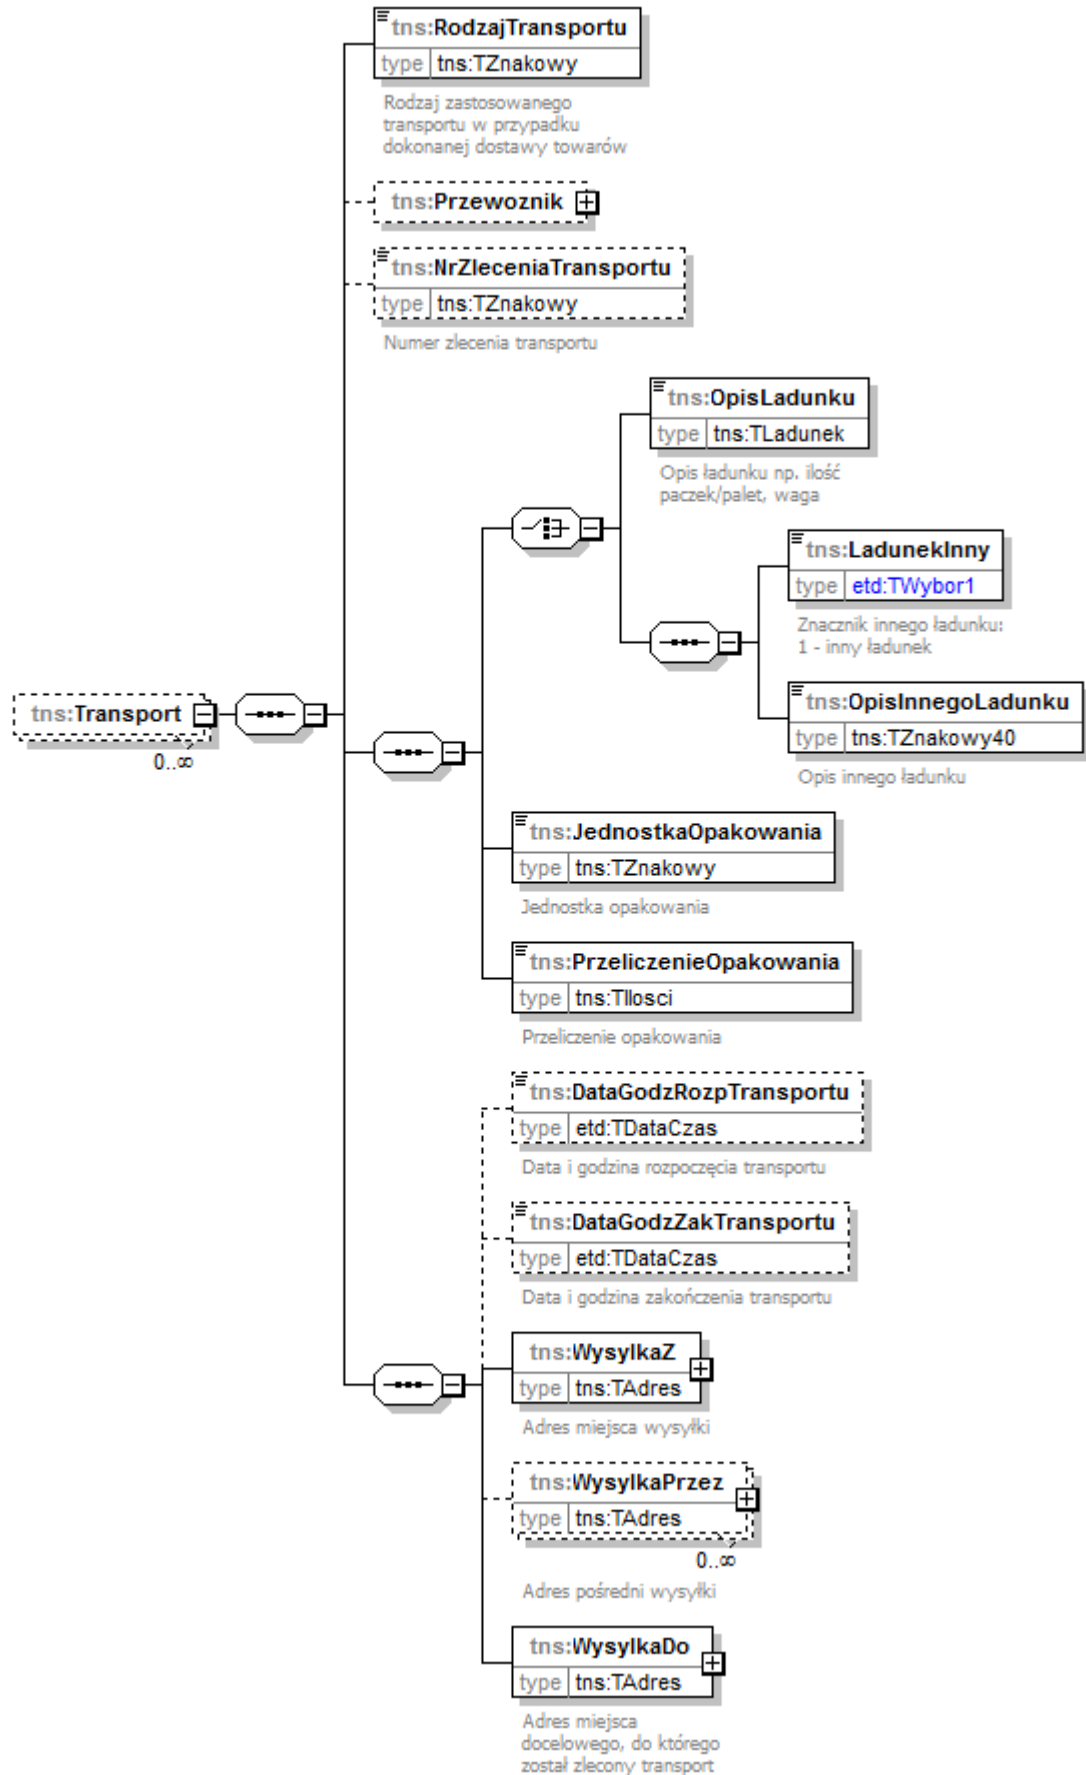 tns:RodzajTransportu
type tns:TZnakowy
Rodzaj zastosowanego
transportu w przypadku
dokonanej dostawy towarów
tns:Przewoznik
tns:NrZleceniaTransportu
type tns:TZnakowy
Numer zlecenia transportu
tns:OpisLadunku
type tns:TLadunek
Opis ładunku np. ilość
paczek/palet, waga
tns:LadunekInny
type etd:TWybor1
Znacznik innego ładunku:
1 - inny ładunek
tns:OpisInnegoLadunku
type tns:TZnakowy40
Opis innego ładunku
tns:Transport
0..∞
tns:JednostkaOpakowania
type tns:TZnakowy
Jednostka opakowania
tns:PrzeliczenieOpakowania
type tns:TIlosci
Przeliczenie opakowania
tns:DataGodzRozpTransportu
type etd:TDataCzas
Data i godzina rozpoczęcia transportu
tns:DataGodzZakTransportu
type etd:TDataCzas
Data i godzina zakończenia transportu
tns:WysylkaZ
type tns:TAdres
Adres miejsca wysyłki
tns:WysylkaPrzez
type tns:TAdres
0..∞
Adres pośredni wysyłki
tns:WysylkaDo
type tns:TAdres
Adres miejsca
docelowego, do którego
został zlecony transport